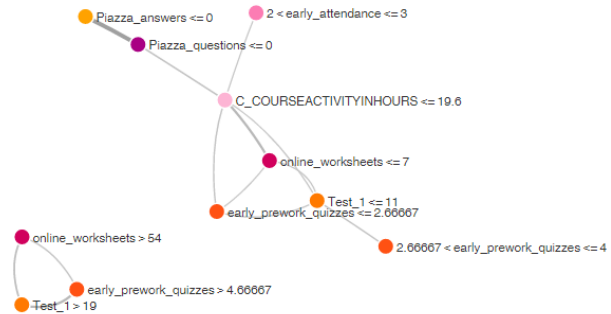 Piazza_answers <= 0
2 < early_attendance <= 3
Piazza_questions <= 0
C_COURSEACTIVITYINHOURS <= 19.6
online_worksheets <= 7
Test_1 <= 11
early_prework_quizzes <= 2.66667
online_worksheets > 54
2.66667 < early_prework_quizzes <= 4
early_prework_quizzes > 4.66667
Test_1 > 19